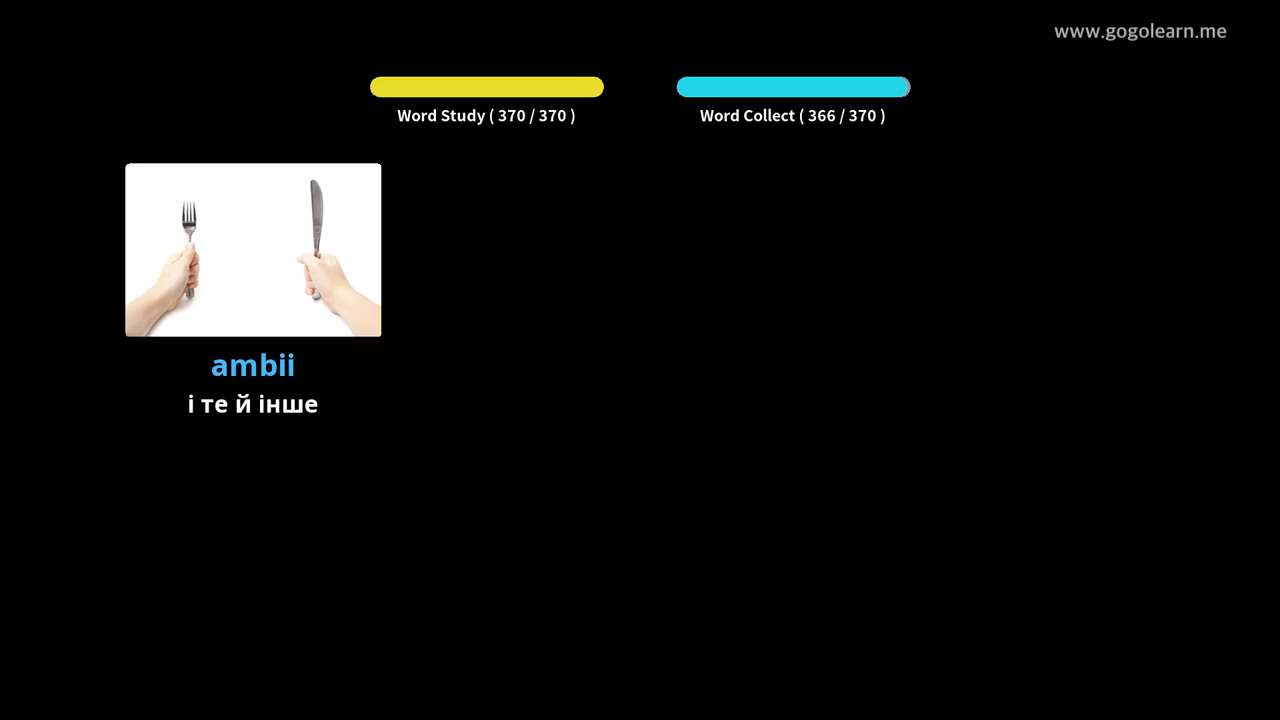 www.gogolearn.me
Word Study ( 370 / 370 )
Word Collect ( 366 / 370 )
ambii
і те й інше